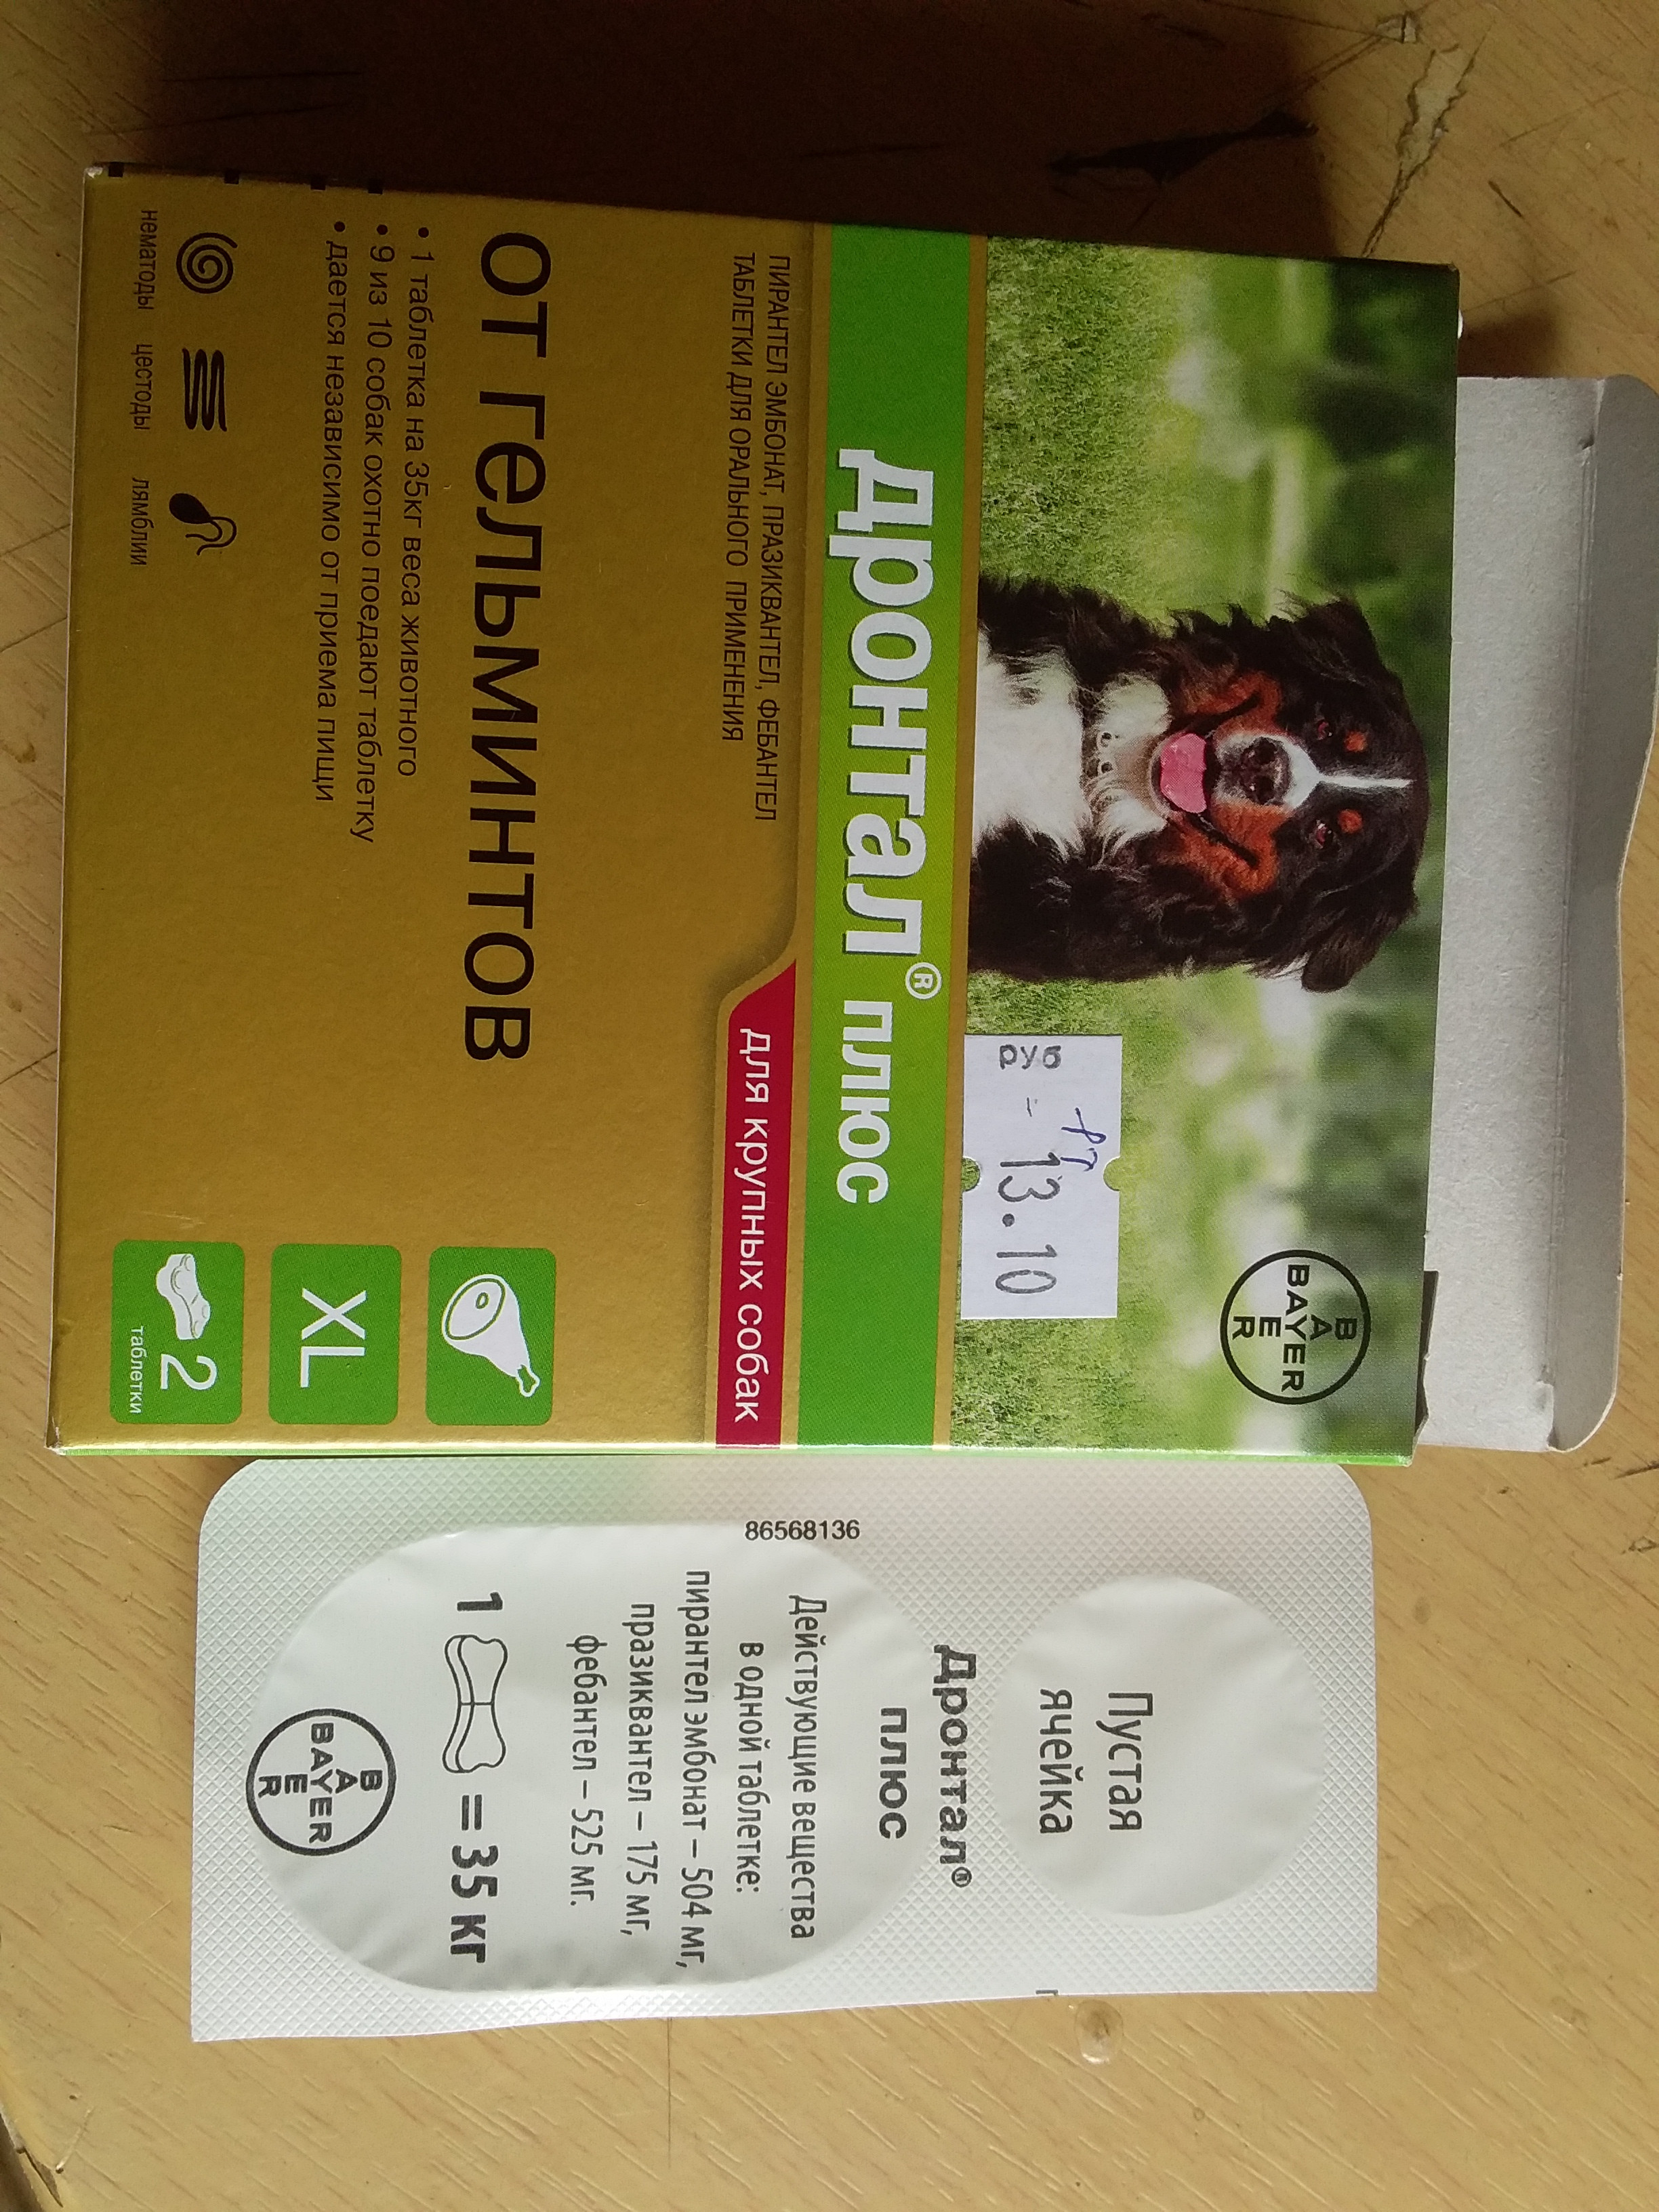 BAYER
BAYER
руб
- 13.10
Дронтал® плюс
ПИРАНТЕЛ ЭМБОНАТ, ПРАЗИКВАНТЕЛ, ФЕБАНТЕЛ
ТАБЛЕТКИ ДЛЯ ОРАЛЬНОГО ПРИМЕНЕНИЯ
для крупных собак
от гельминтов
• 1 таблетка на 35кг веса животного
• 9 из 10 собак охотно поедают таблетку
• дается независимо от приема пищи
XL
нематоды
цестоды
лямблии
2
таблетки
Пустая
ячейка
Дронтал®
плюс
86568136
Действующие вещества
в одной таблетке:
пирантел эмбонат – 504 мг,
празиквантел – 175 мг,
фебантел – 525 мг.
1 = 35 кг
BAYER
BAYER